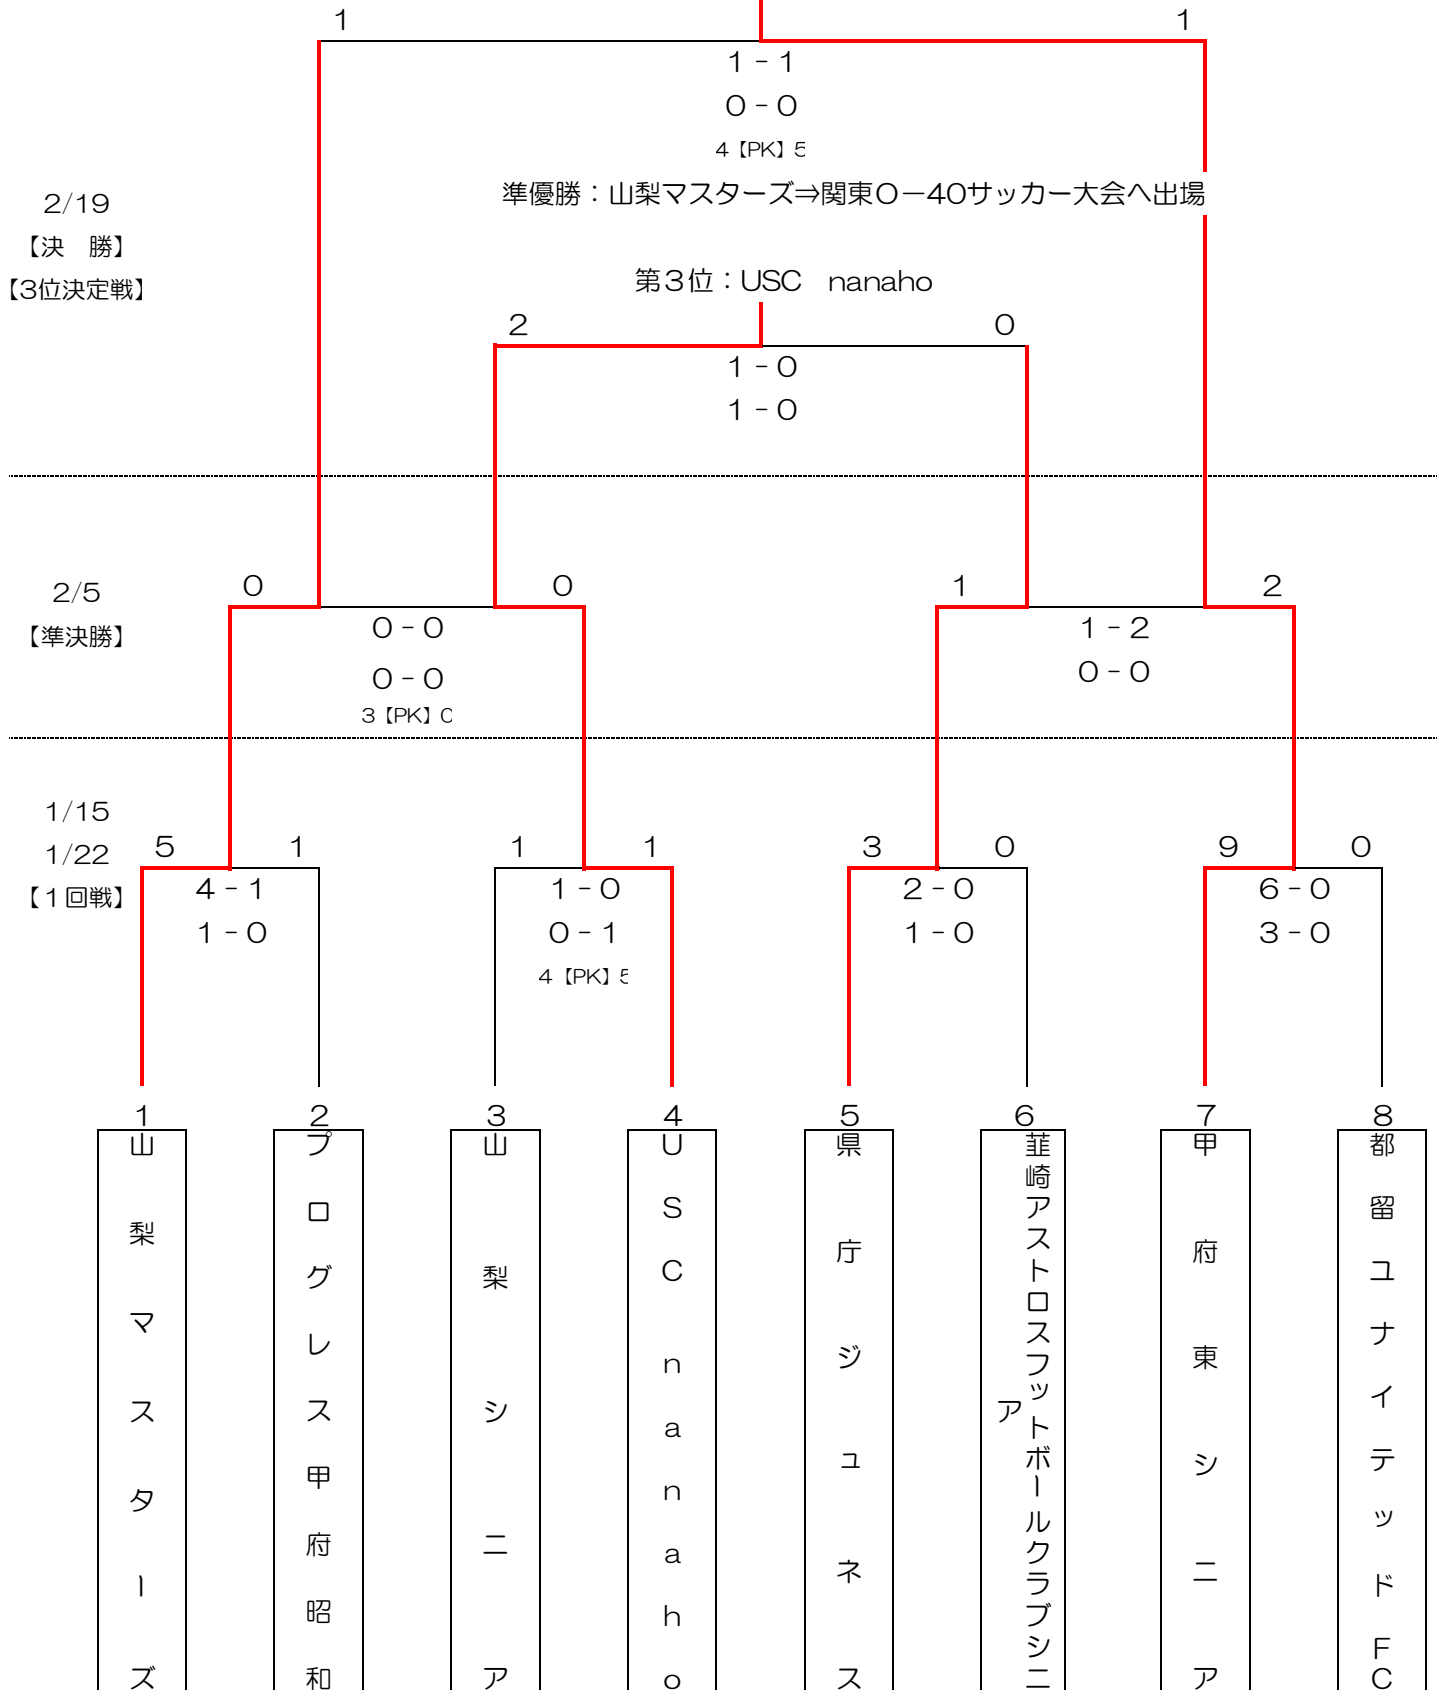 1 1
1 - 1
0 - 0
4【PK】5
準優勝：山梨マスターズ⇒関東O－40サッカー大会へ出場
2/19
【決　勝】
【3位決定戦】
第3位：USC　nanaho
2 0
1 - 0
1 - 0
2/5
【準決勝】
0 0
0 - 0
0 - 0
3【PK】0
1 2
1 - 2
0 - 0
1/15
1/22
【1回戦】
5 1
4 - 1
1 - 0
1 1
1 - 0
0 - 1
4【PK】5
3 0
2 - 0
1 - 0
9 0
6 - 0
3 - 0
1
山梨マスターズ
2
プログレス甲府昭和
3
山梨シニア
4
USC nanaho
5
県庁ジュネス
6
韮崎アストロスフットボールクラブシニ
ア
7
甲府東シニア
8
都留ユナイテッドFC